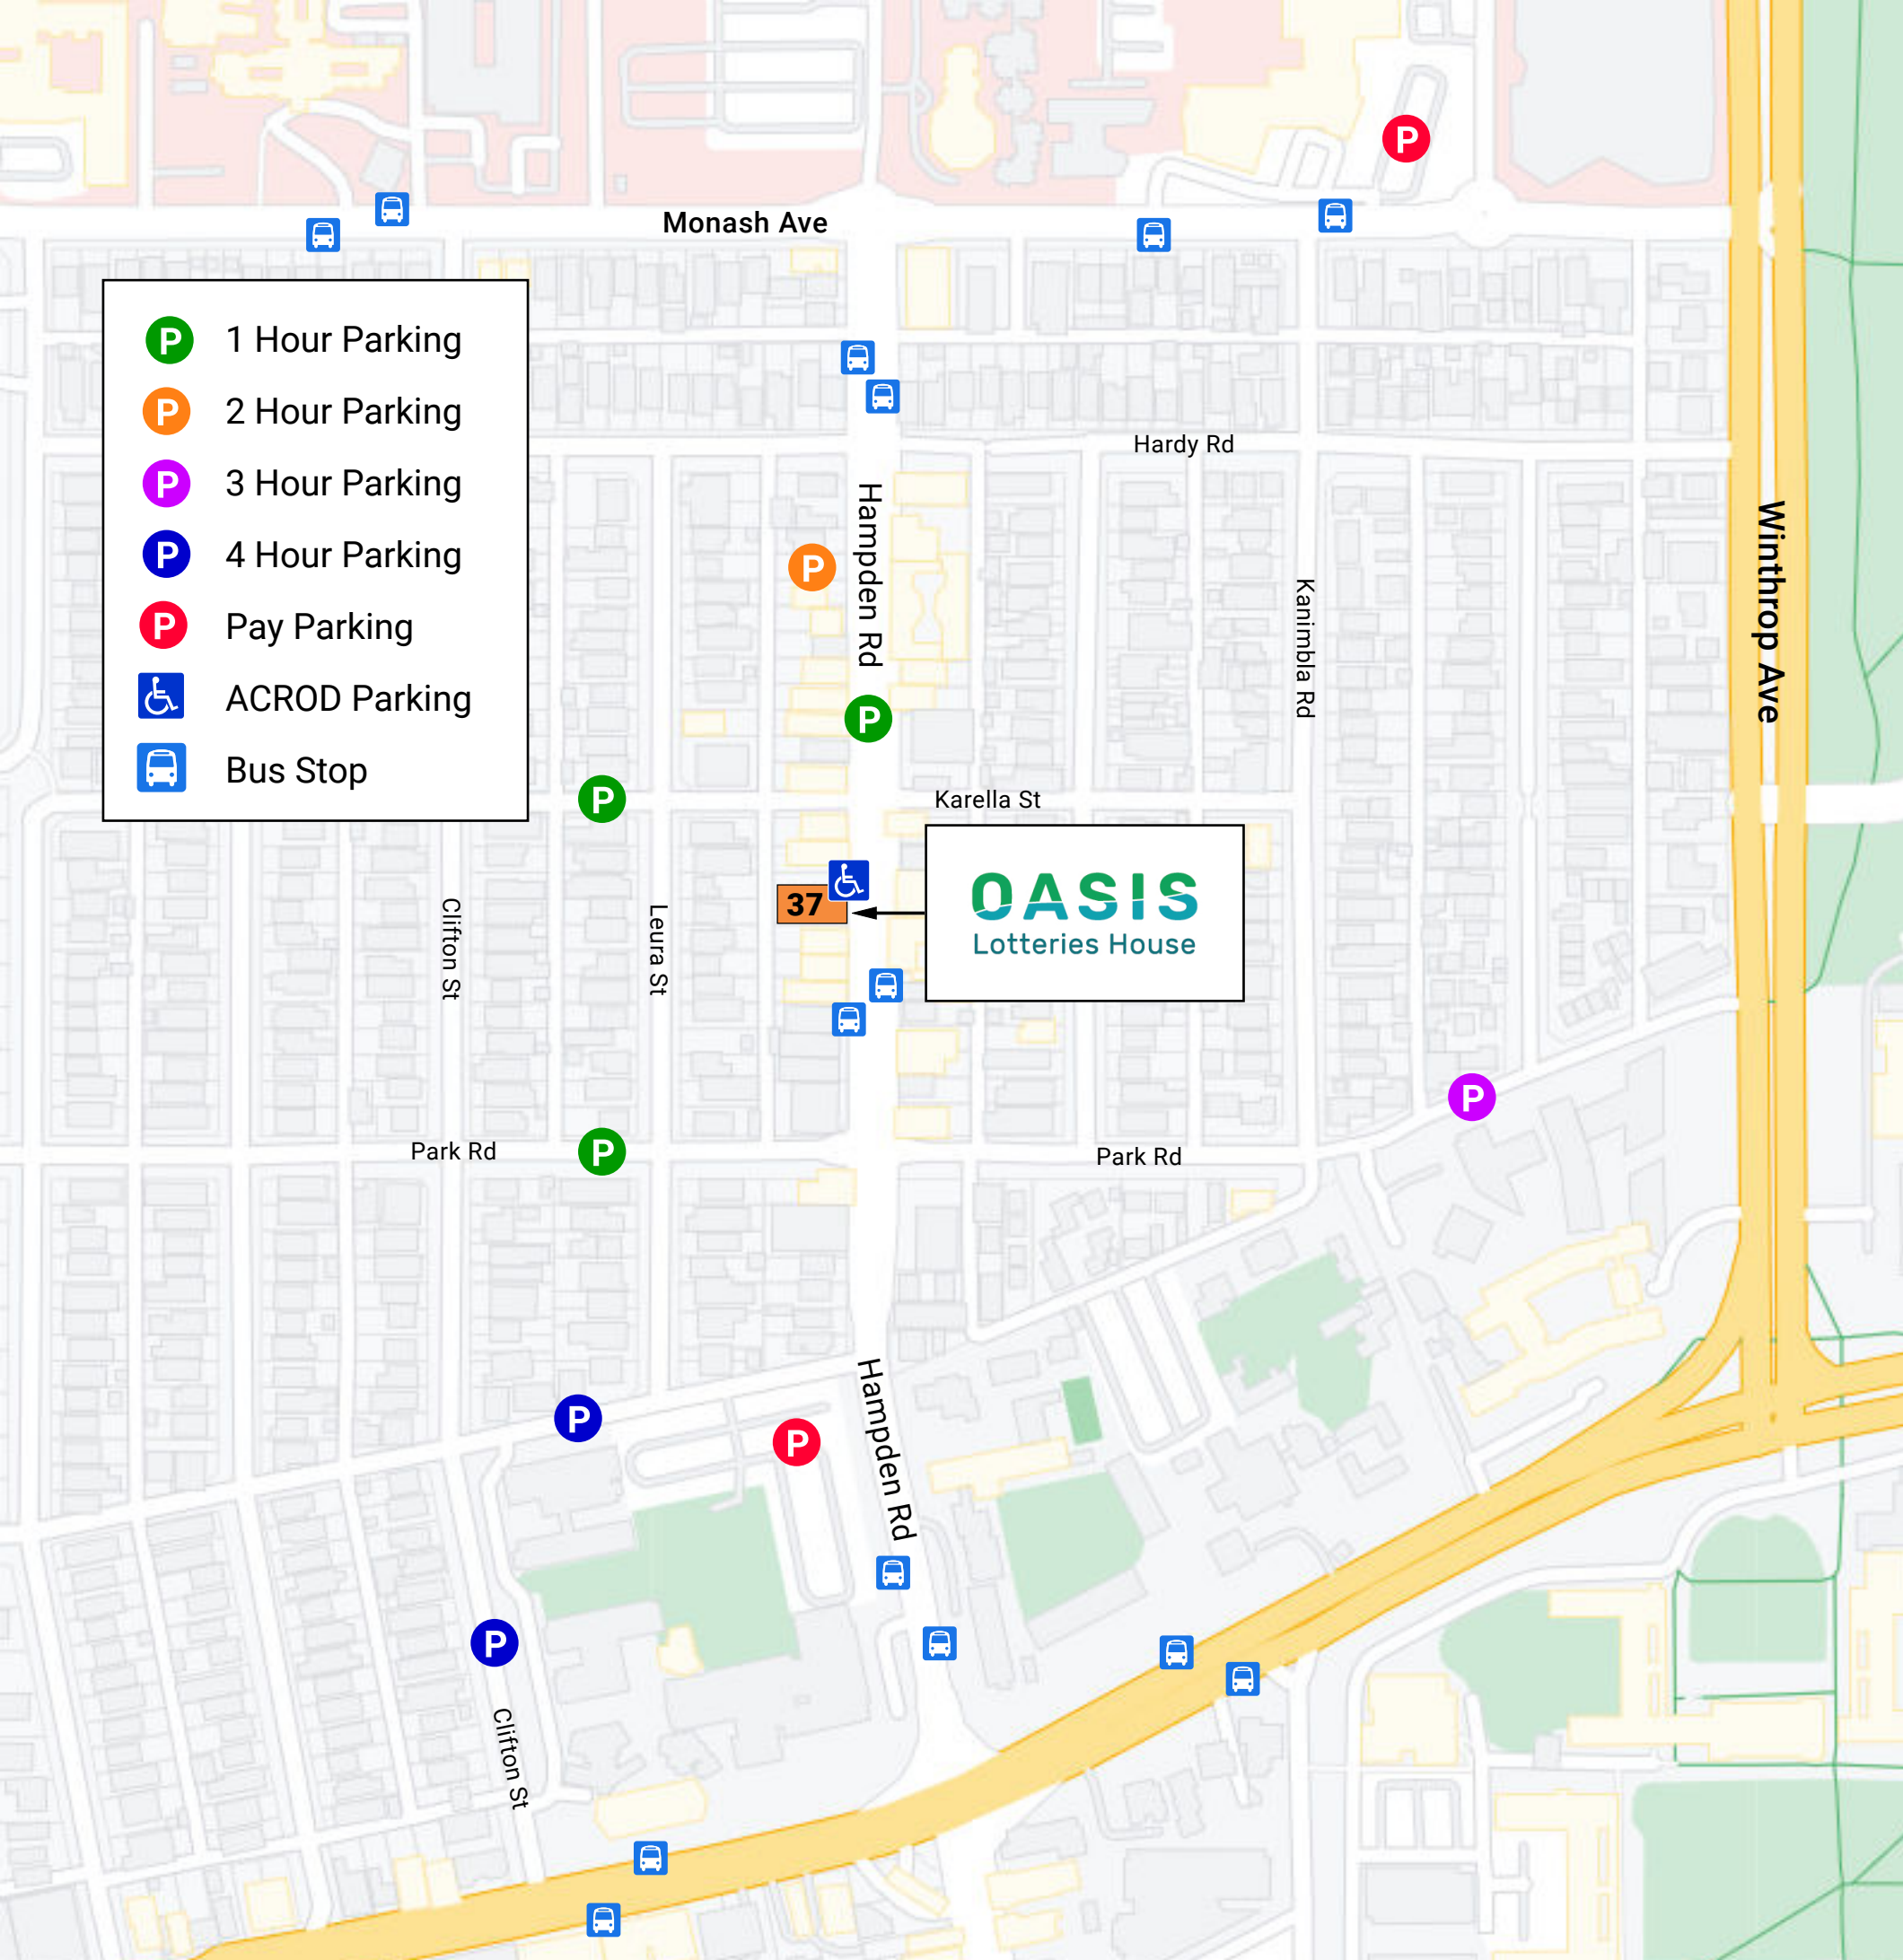 P
Monash Ave
P 1 Hour Parking
P 2 Hour Parking
P 3 Hour Parking
P 4 Hour Parking
P Pay Parking
ACROD Parking
Bus Stop
Hardy Rd
Hampden Rd
P
Kanimbla Rd
Winthrop Ave
P
P
Karella St
37
OASIS
Lotteries House
Clifton St
Leura St
P
Park Rd
P
Park Rd
Hampden Rd
P
P
P
Clifton St